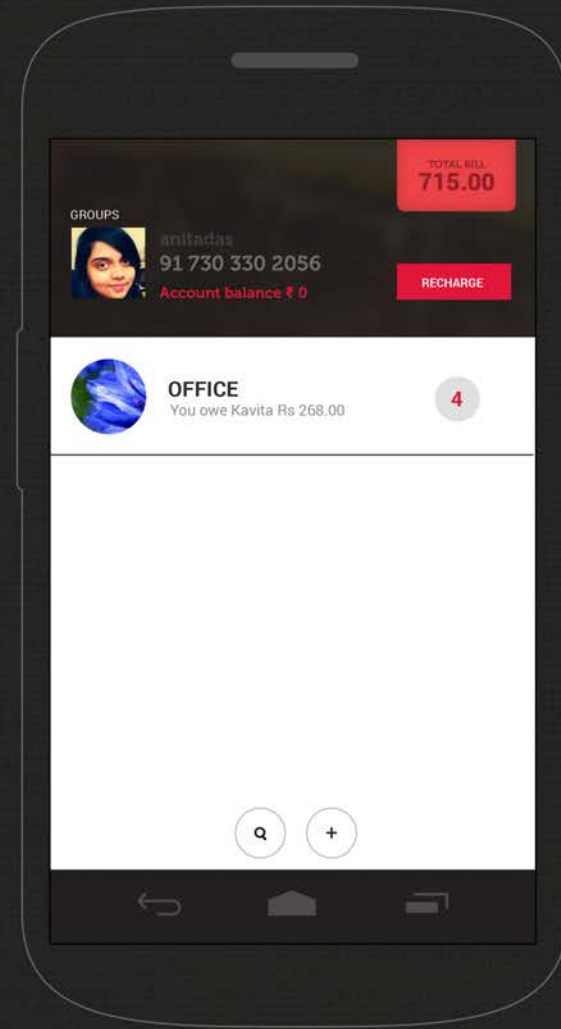 TOTAL BILL
715.00
GROUPS
anitadas
91 730 330 2056
Account balance ₹ 0
RECHARGE
OFFICE
You owe Kavita Rs 268.00
4